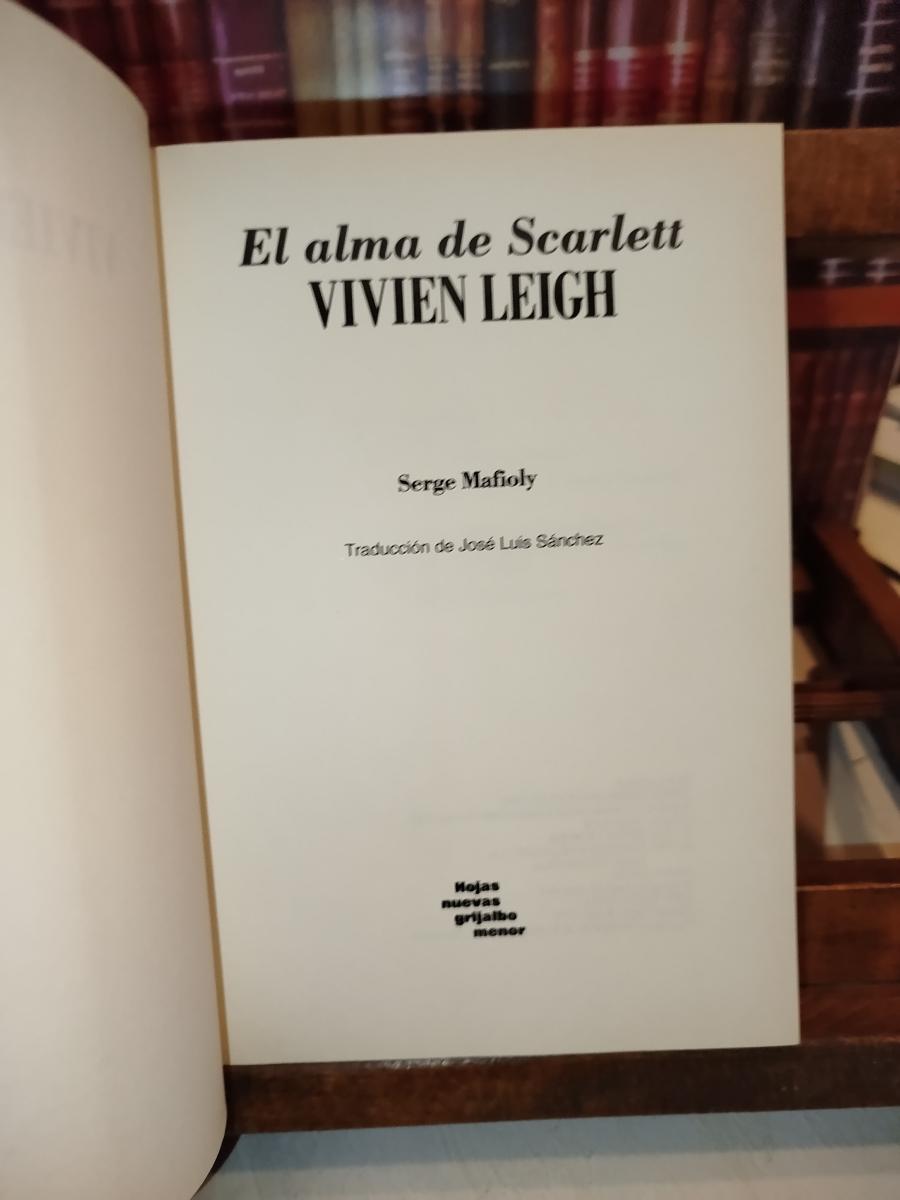 El alma de Scarlett
VIVIEN LEIGH
Serge Mafioly
Traducción de José Luis Sánchez
Hojas
nuevas
grijalbo
menor